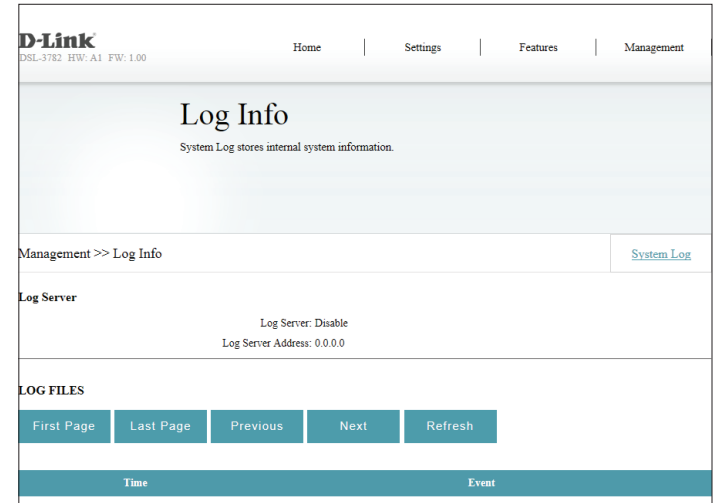 D-Link
DSL-3782 HW: A1 FW: 1.00
Home Settings Features Management
Log Info
System Log stores internal system information.
Management >> Log Info System Log
Log Server
Log Server: Disable
Log Server Address: 0.0.0.0
LOG FILES
First Page Last Page Previous Next Refresh
Time Event